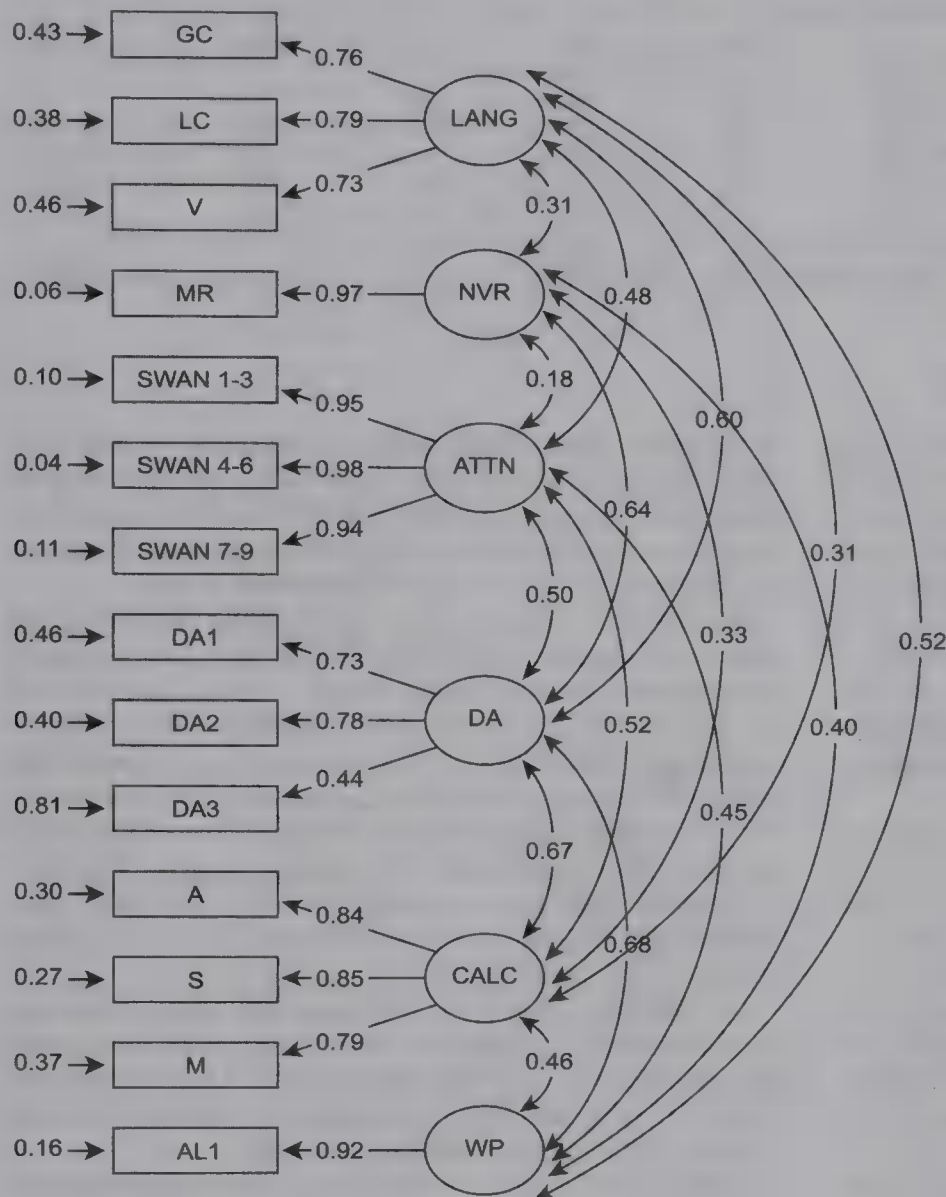 0.43 GC 0.76
0.38 LC 0.79 LANG
0.46 V 0.73
0.31
0.06 MR 0.97 NVR 0.48
0.10 SWAN 1-3 0.95 0.18
0.60
0.04 SWAN 4-6 0.98 ATTN
0.64
0.11 SWAN 7-9 0.94 0.31
0.50
0.46 DA1 0.73 0.33 0.52
0.40 DA2 0.78 DA 0.52 0.40
0.81 DA3 0.44 0.45
0.67
0.30 A 0.84
0.68
0.27 S 0.85 CALC
0.37 M 0.79 0.46
0.16 AL1 0.92 WP